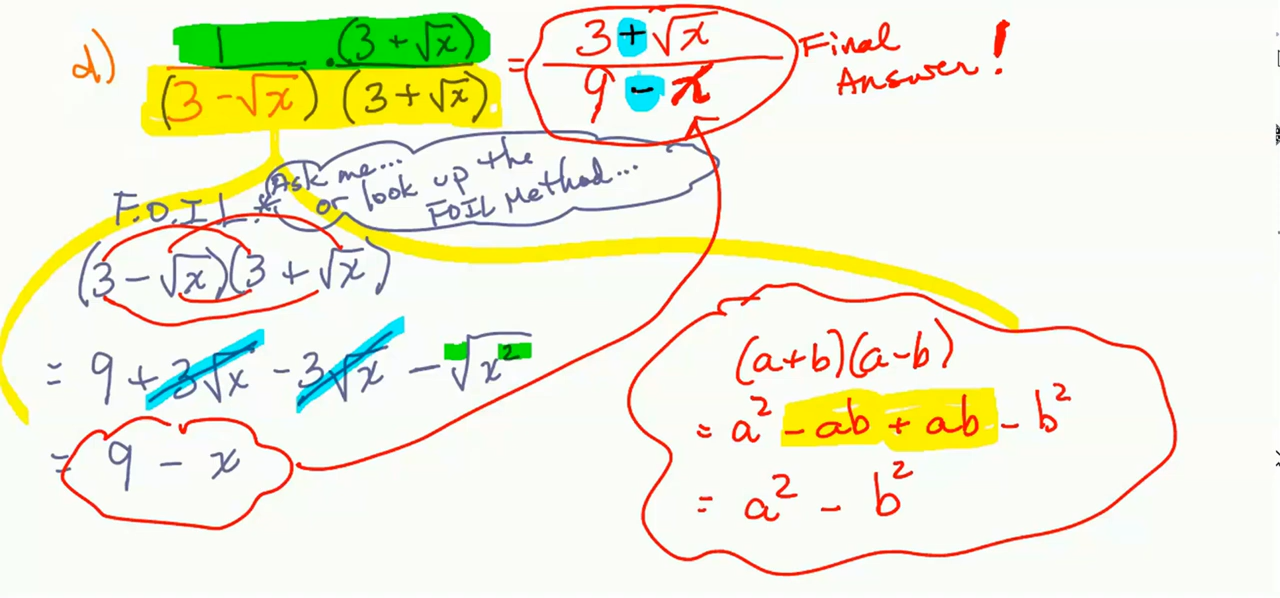 d) 1 . (3 + √x)
(3 - √x) (3 + √x)
= 3 + √x
9 - x
Final
Answer!
F.O.I.L.*
Ask me...
or look up the
FOIL Method...
(3 - √x)(3 + √x)
= 9 + 3√x - 3√x - √x²
= 9 - x
(a+b)(a-b)
= a² - ab + ab - b²
= a² - b²